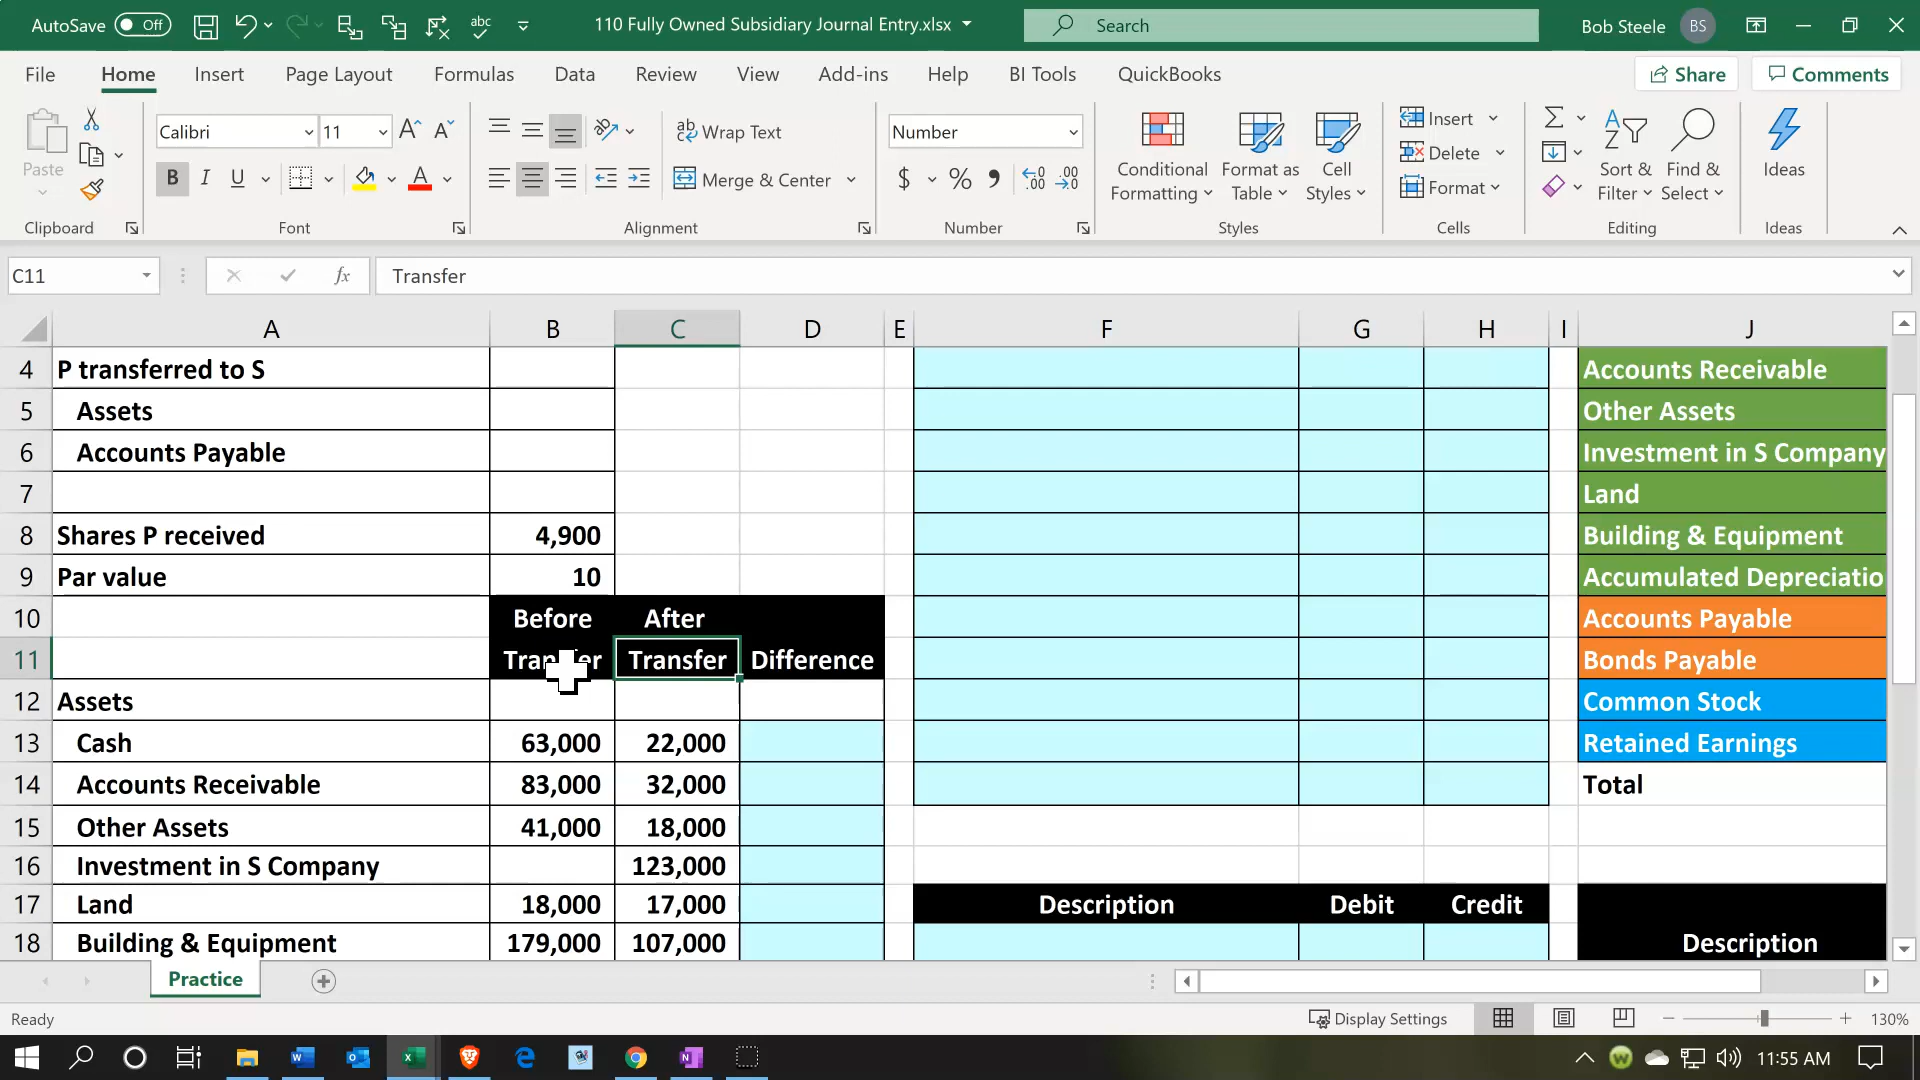 AutoSave Off 110 Fully Owned Subsidiary Journal Entry.xlsx Search Bob Steele BS
File Home Insert Page Layout Formulas Data Review View Add-ins Help BI Tools QuickBooks Share Comments
Paste Calibri 11 Wrap Text Number Conditional Formatting Format as Table Cell Styles Insert Sort & Filter Find & Select Ideas
B I U Merge & Center $ % Delete
Format
Clipboard Font Alignment Number Styles Cells Editing Ideas
C11 fx Transfer
A B C D E F G H I J
4 P transferred to S Accounts Receivable
5 Assets Other Assets
6 Accounts Payable Investment in S Company
7 Land
8 Shares P received 4,900 Building & Equipment
9 Par value 10 Accumulated Depreciatio
10 Before After Accounts Payable
11 Transfer Transfer Difference Bonds Payable
12 Assets Common Stock
13 Cash 63,000 22,000 Retained Earnings
14 Accounts Receivable 83,000 32,000 Total
15 Other Assets 41,000 18,000
16 Investment in S Company 123,000
17 Land 18,000 17,000 Description Debit Credit
18 Building & Equipment 179,000 107,000 Description
Practice
Ready Display Settings 130%
11:55 AM